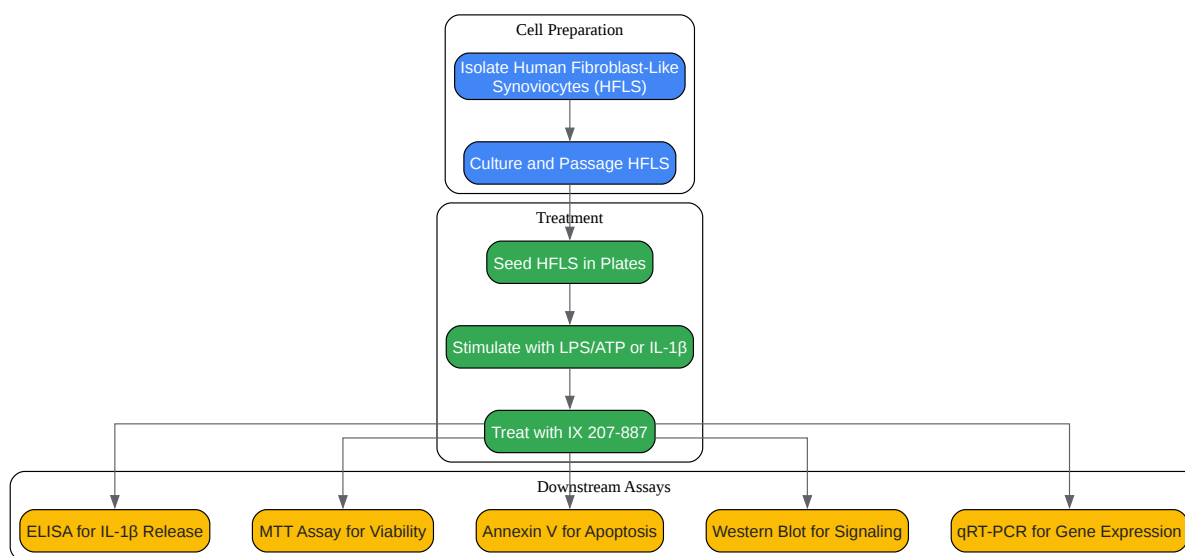 Cell Preparation
Isolate Human Fibroblast-Like
Synoviocytes (HFLS)
Culture and Passage HFLS
Treatment
Seed HFLS in Plates
Stimulate with LPS/ATP or IL-1β
Treat with IX 207-887
Downstream Assays
ELISA for IL-1β Release
MTT Assay for Viability
Annexin V for Apoptosis
Western Blot for Signaling
qRT-PCR for Gene Expression